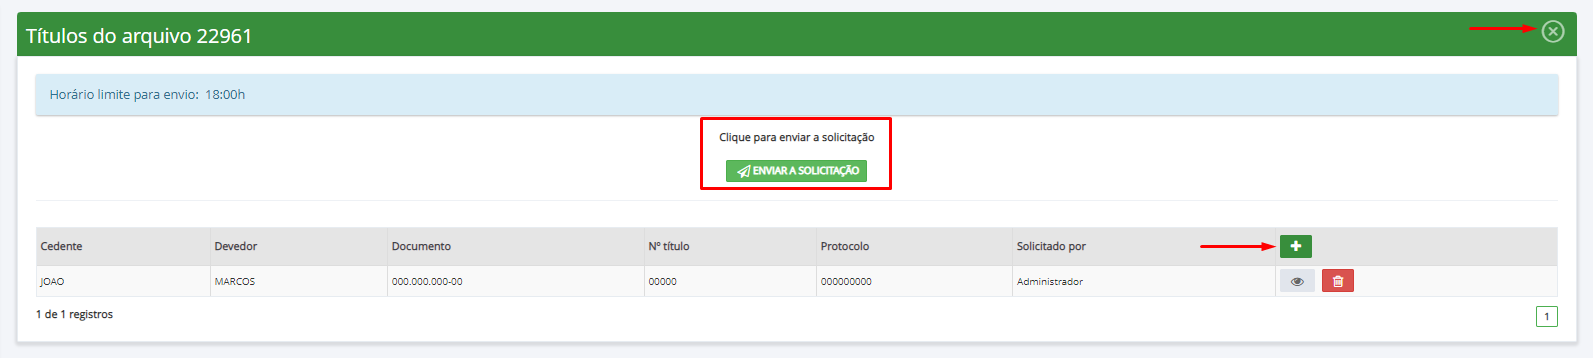 Títulos do arquivo 22961
Horário limite para envio: 18:00h
Clique para enviar a solicitação
ENVIAR A SOLICITAÇÃO
Cedente Devedor Documento Nº título Protocolo Solicitado por
JOAO MARCOS 000.000.000-00 00000 000000000 Administrador
1 de 1 registros 1